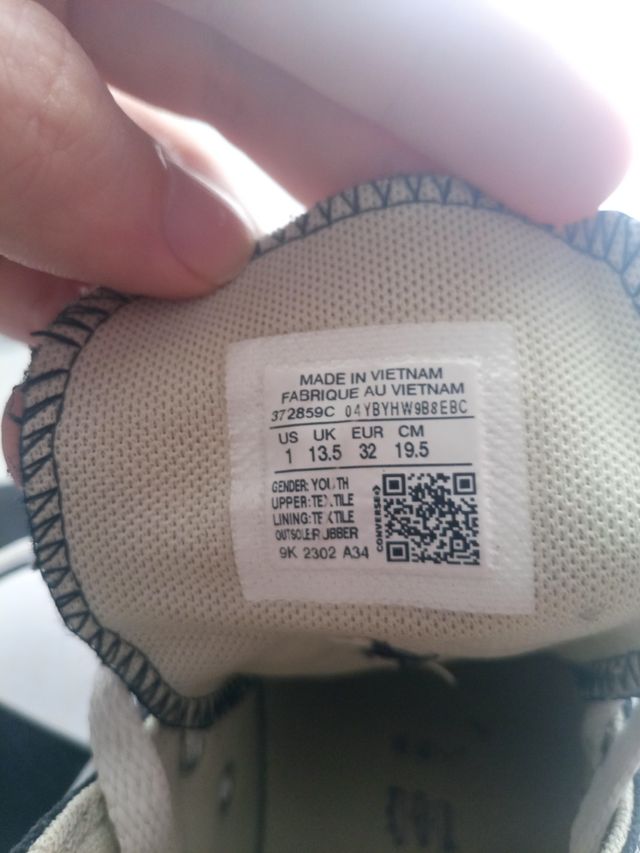 MADE IN VIETNAM
FABRIQUE AU VIETNAM
372859C 04YBYHW9B8EBC
US UK EUR CM
1 13.5 32 19.5
GENDER: YOUTH
UPPER: TEXTILE
LINING: TEXTILE
OUTSOLE: RUBBER
9K 2302 A34
CONVERSE